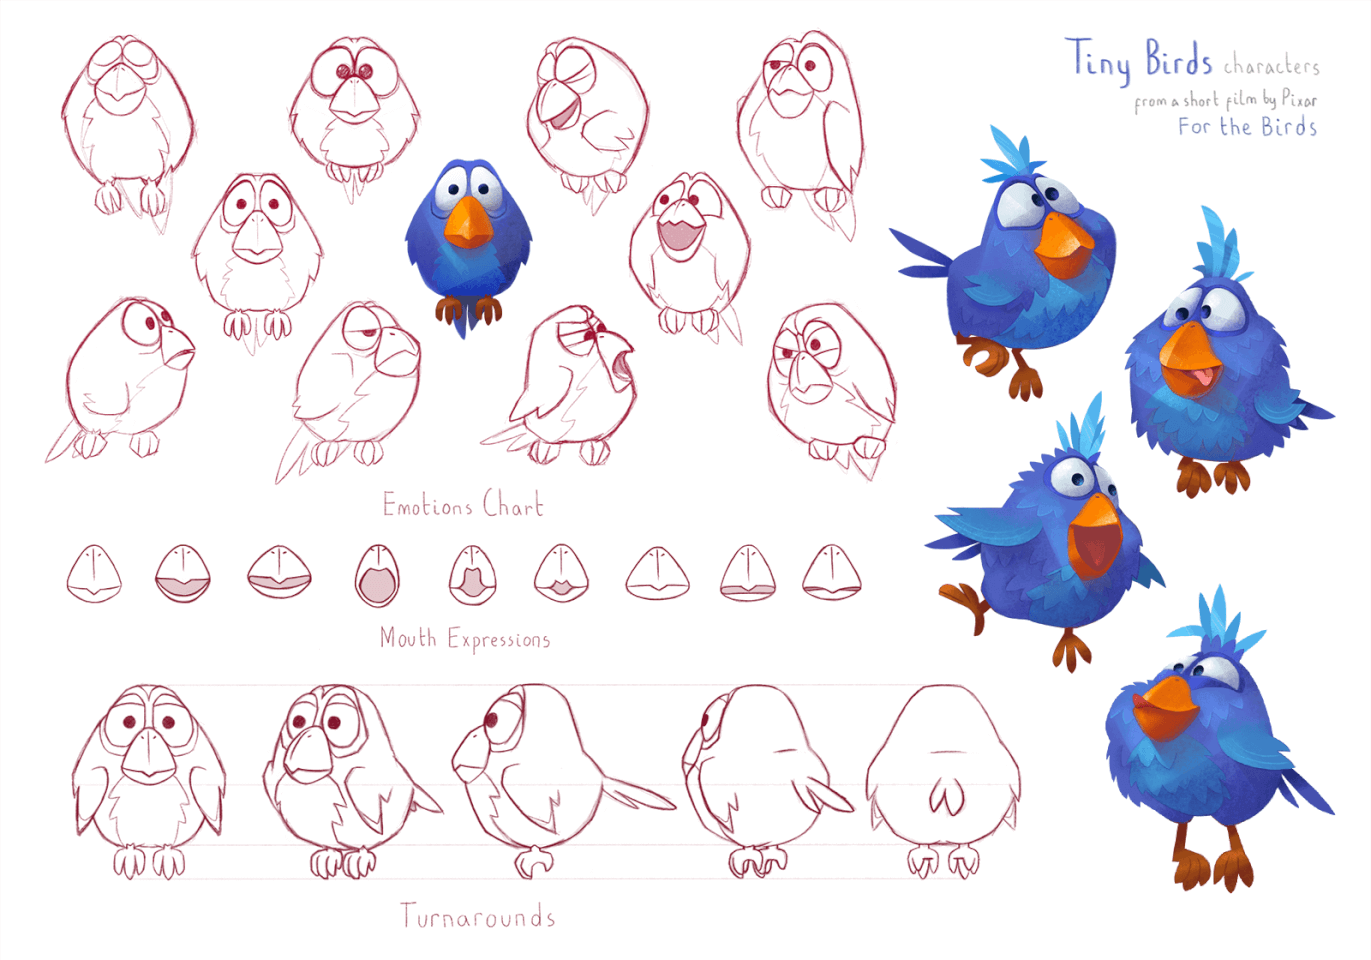 Tiny Birds characters
from a short film by Pixar
For the Birds
Emotions Chart
Mouth Expressions
Turnarounds